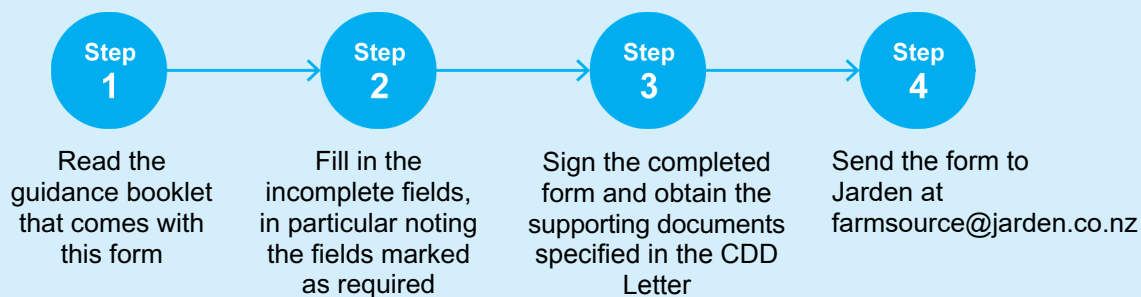 Step
1
Read the
guidance booklet
that comes with
this form
Step
2
Fill in the
incomplete fields,
in particular noting
the fields marked
as required
Step
3
Sign the completed
form and obtain the
supporting documents
specified in the CDD
Letter
Step
4
Send the form to
Jarden at
farmsource@jarden.co.nz